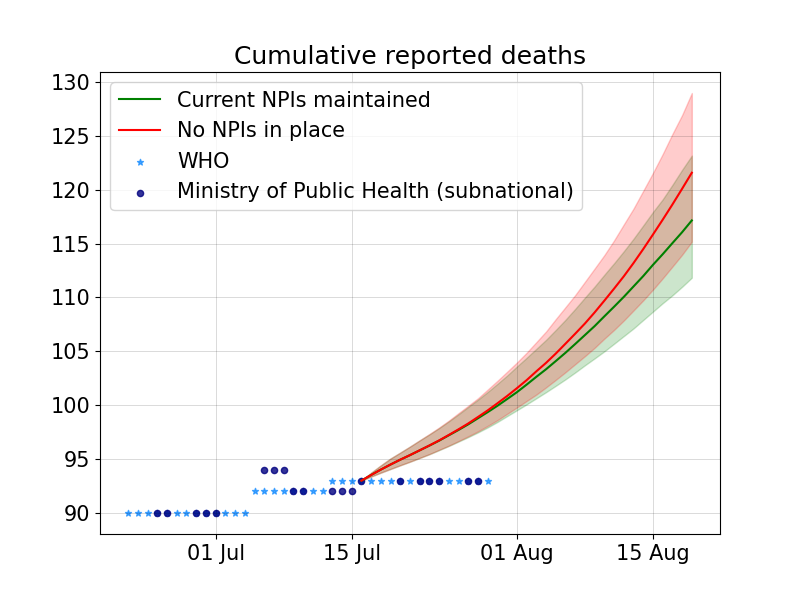 Cumulative reported deaths
130
125
120
115
110
105
100
95
90
Current NPIs maintained
No NPIs in place
WHO
Ministry of Public Health (subnational)
01 Jul
15 Jul
01 Aug
15 Aug